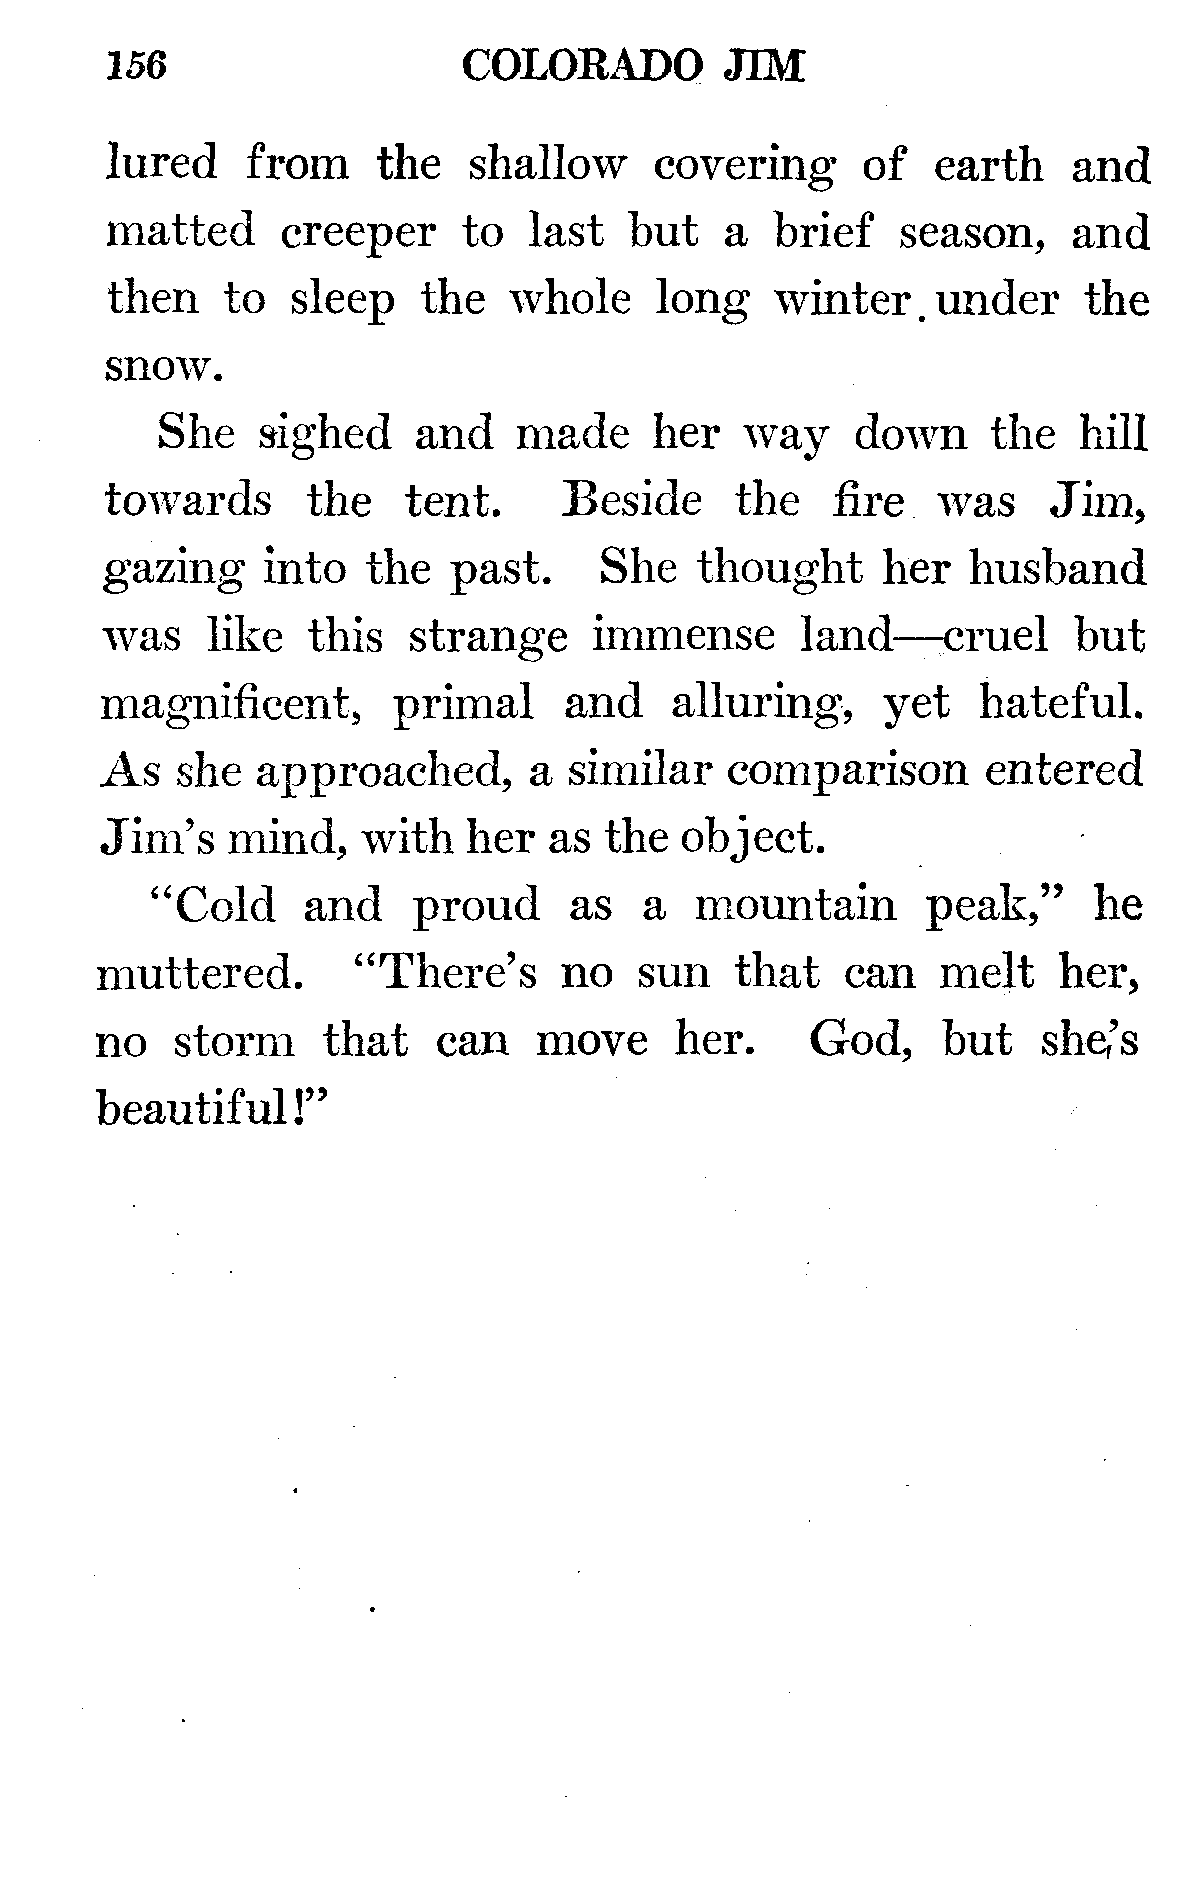 156 COLORADO JIM
lured from the shallow covering of earth and
matted creeper to last but a brief season, and
then to sleep the whole long winter under the
snow.
She sighed and made her way down the hill
towards the tent. Beside the fire was Jim,
gazing into the past. She thought her husband
was like this strange immense land—cruel but
magnificent, primal and alluring, yet hateful.
As she approached, a similar comparison entered
Jim's mind, with her as the object.
"Cold and proud as a mountain peak," he
muttered. "There's no sun that can melt her,
no storm that can move her. God, but she's
beautiful!"